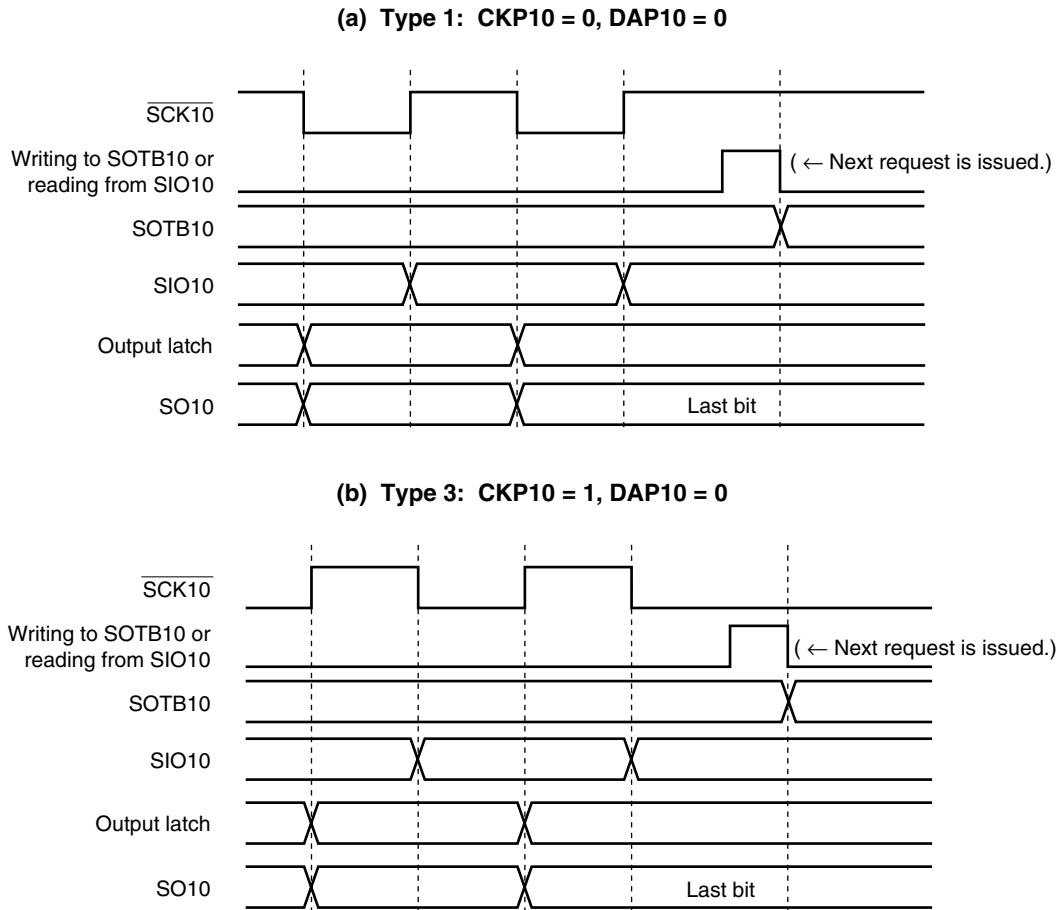 (a) Type 1: CKP10 = 0, DAP10 = 0
SCK10
Writing to SOTB10 or
reading from SIO10
( ← Next request is issued.)
SOTB10
SIO10
Output latch
SO10
Last bit
(b) Type 3: CKP10 = 1, DAP10 = 0
SCK10
Writing to SOTB10 or
reading from SIO10
( ← Next request is issued.)
SOTB10
SIO10
Output latch
SO10
Last bit